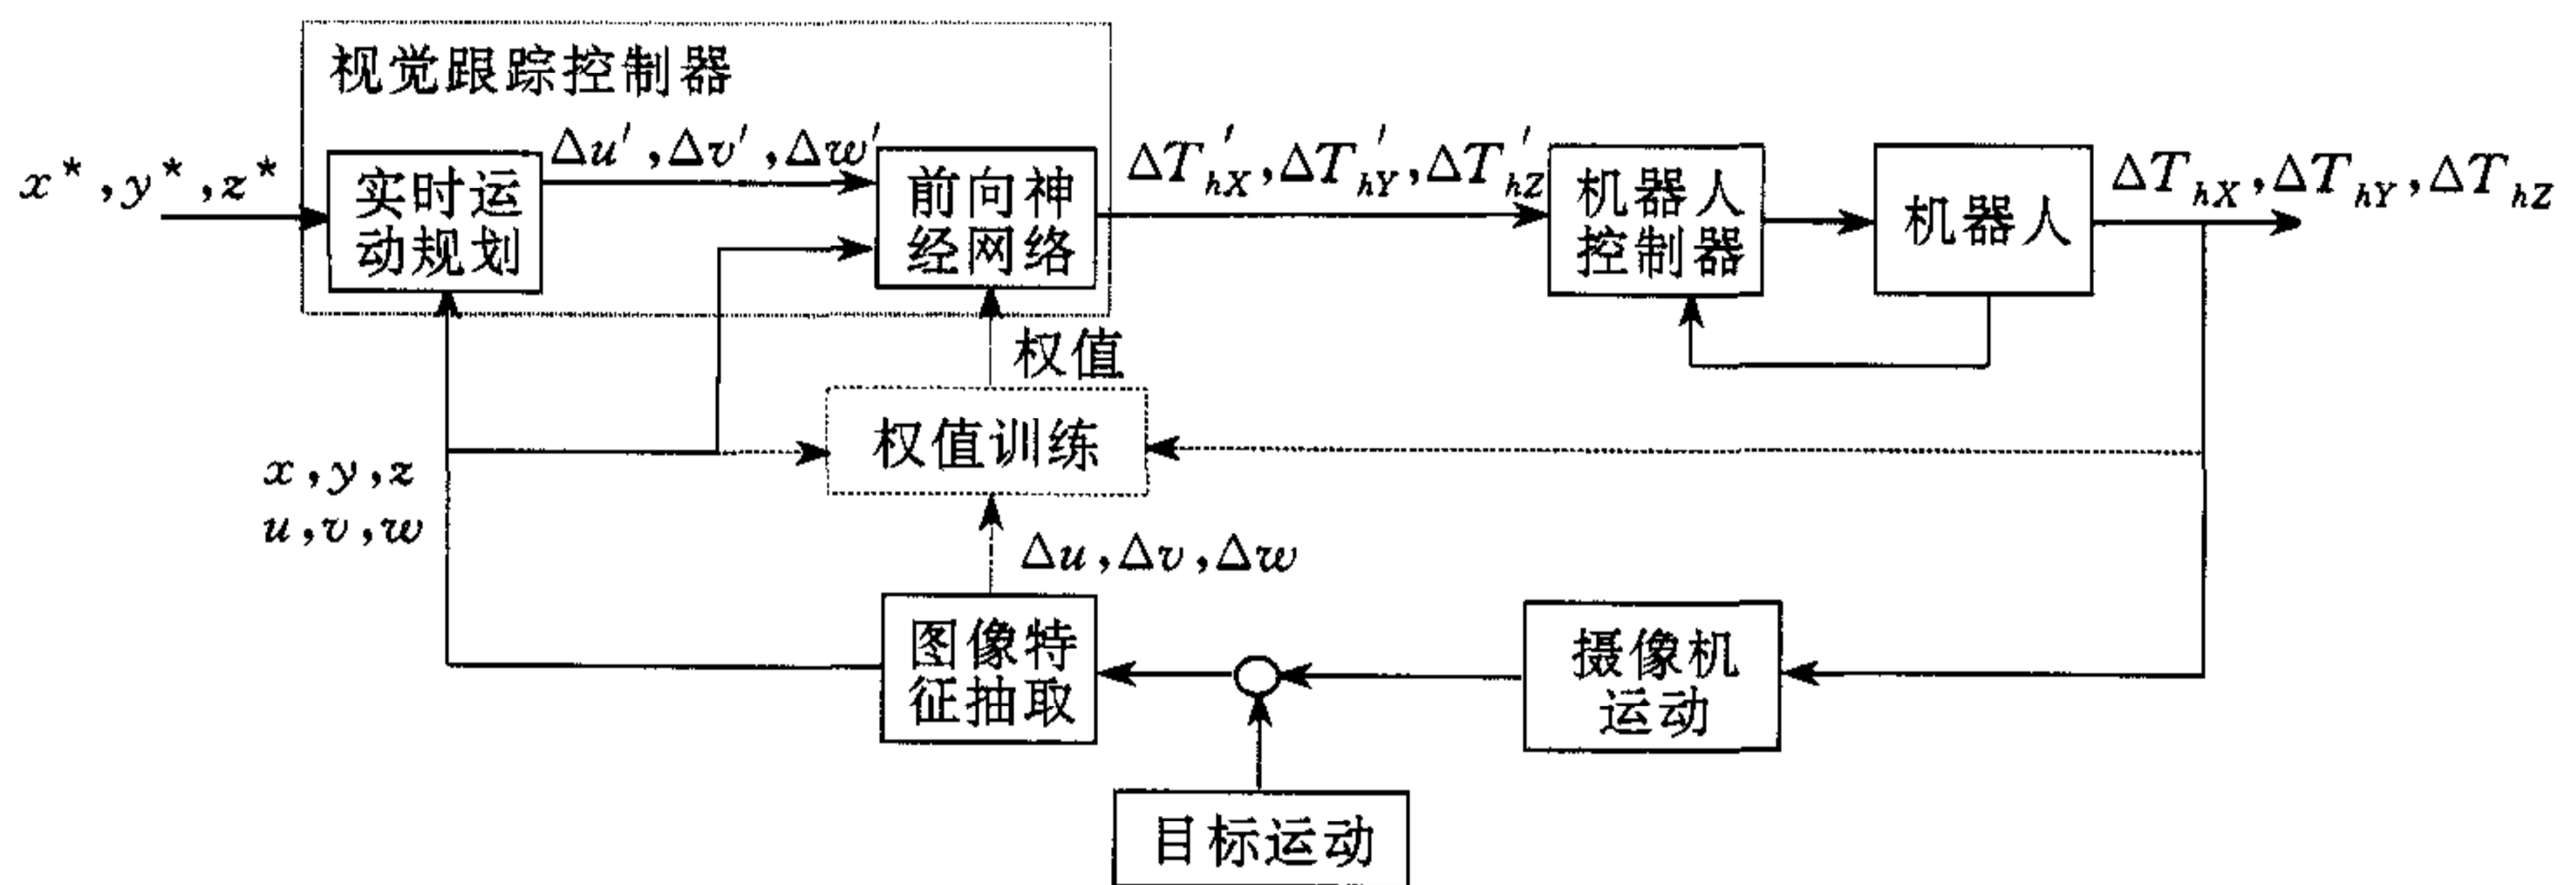 视觉跟踪控制器
x*,y*,z*
实时运
动规划
Δu′,Δv′,Δw′
前向神
经网络
ΔT′hX,ΔT′hY,ΔT′hZ
机器人
控制器
机器人
ΔThX,ΔThY,ΔThZ
权值
权值训练
x,y,z
u,v,w
Δu,Δv,Δw
图像特
征抽取
摄像机
运动
目标运动